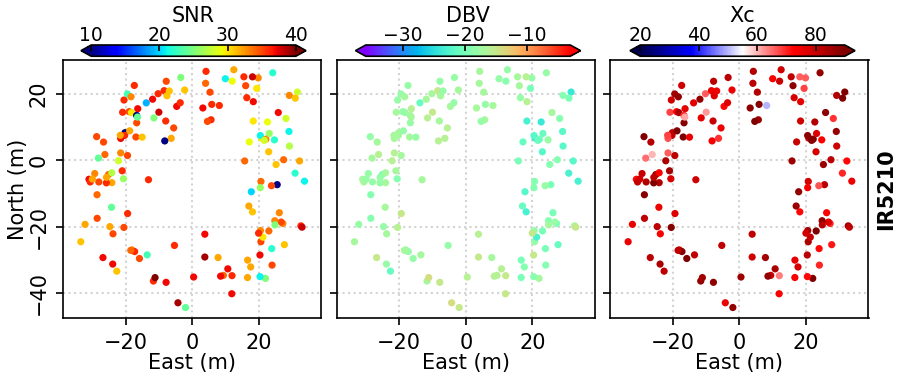 SNR DBV Xc
10 20 30 40 −30 −20 −10 20 40 60 80
North (m) 20 0 −20 −40
IR5210
−20 0 20 −20 0 20 −20 0 20
East (m) East (m) East (m)